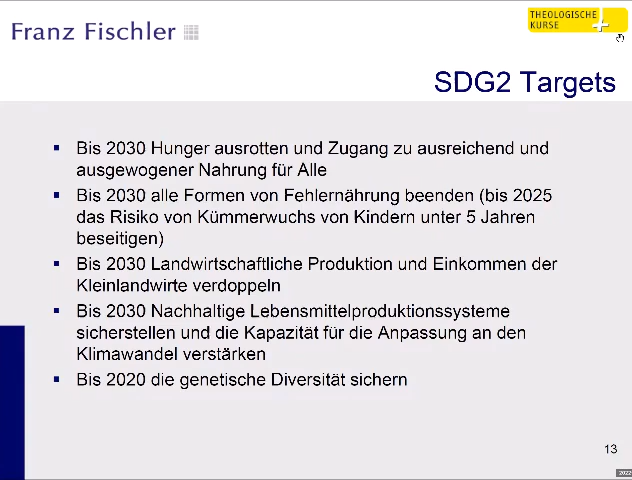 Franz Fischler
THEOLOGISCHE
KURSE
SDG2 Targets
▪ Bis 2030 Hunger ausrotten und Zugang zu ausreichend und
ausgewogener Nahrung für Alle
▪ Bis 2030 alle Formen von Fehlernährung beenden (bis 2025
das Risiko von Kümmerwuchs von Kindern unter 5 Jahren
beseitigen)
▪ Bis 2030 Landwirtschaftliche Produktion und Einkommen der
Kleinlandwirte verdoppeln
▪ Bis 2030 Nachhaltige Lebensmittelproduktionssysteme
sicherstellen und die Kapazität für die Anpassung an den
Klimawandel verstärken
▪ Bis 2020 die genetische Diversität sichern
13